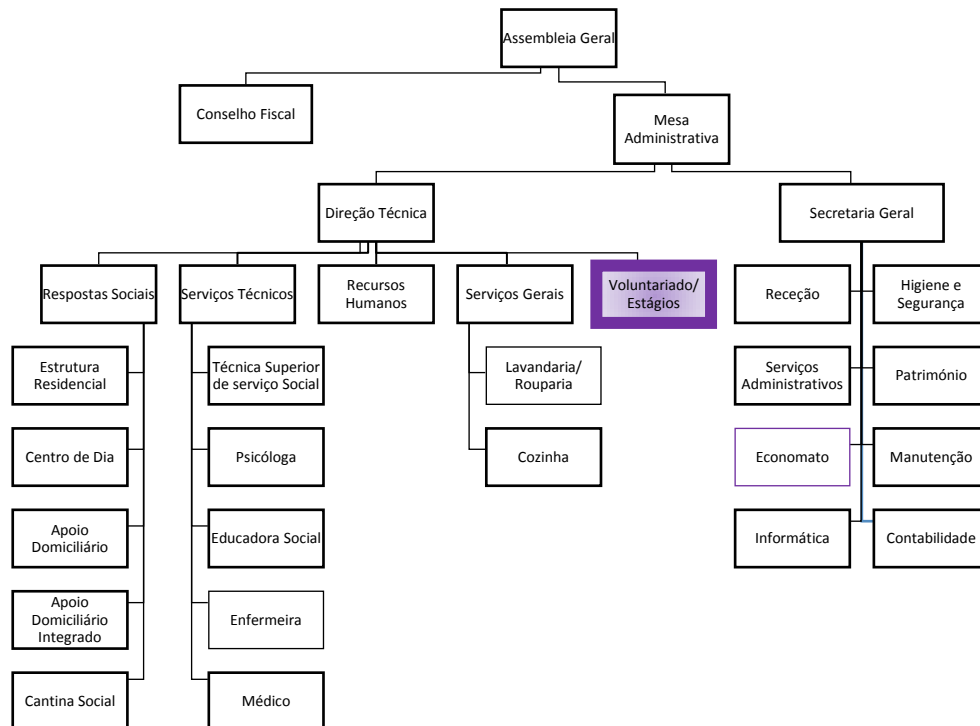 Assembleia Geral
Conselho Fiscal
Mesa
Administrativa
Direção Técnica
Secretaria Geral
Respostas Sociais
Serviços Técnicos
Recursos
Humanos
Serviços Gerais
Voluntariado/
Estágios
Receção
Higiene e
Segurança
Estrutura
Residencial
Técnica Superior
de serviço Social
Lavandaria/
Rouparia
Serviços
Administrativos
Património
Centro de Dia
Psicóloga
Cozinha
Economato
Manutenção
Apoio
Domiciliário
Educadora Social
Informática
Contabilidade
Apoio
Domiciliário
Integrado
Enfermeira
Cantina Social
Médico